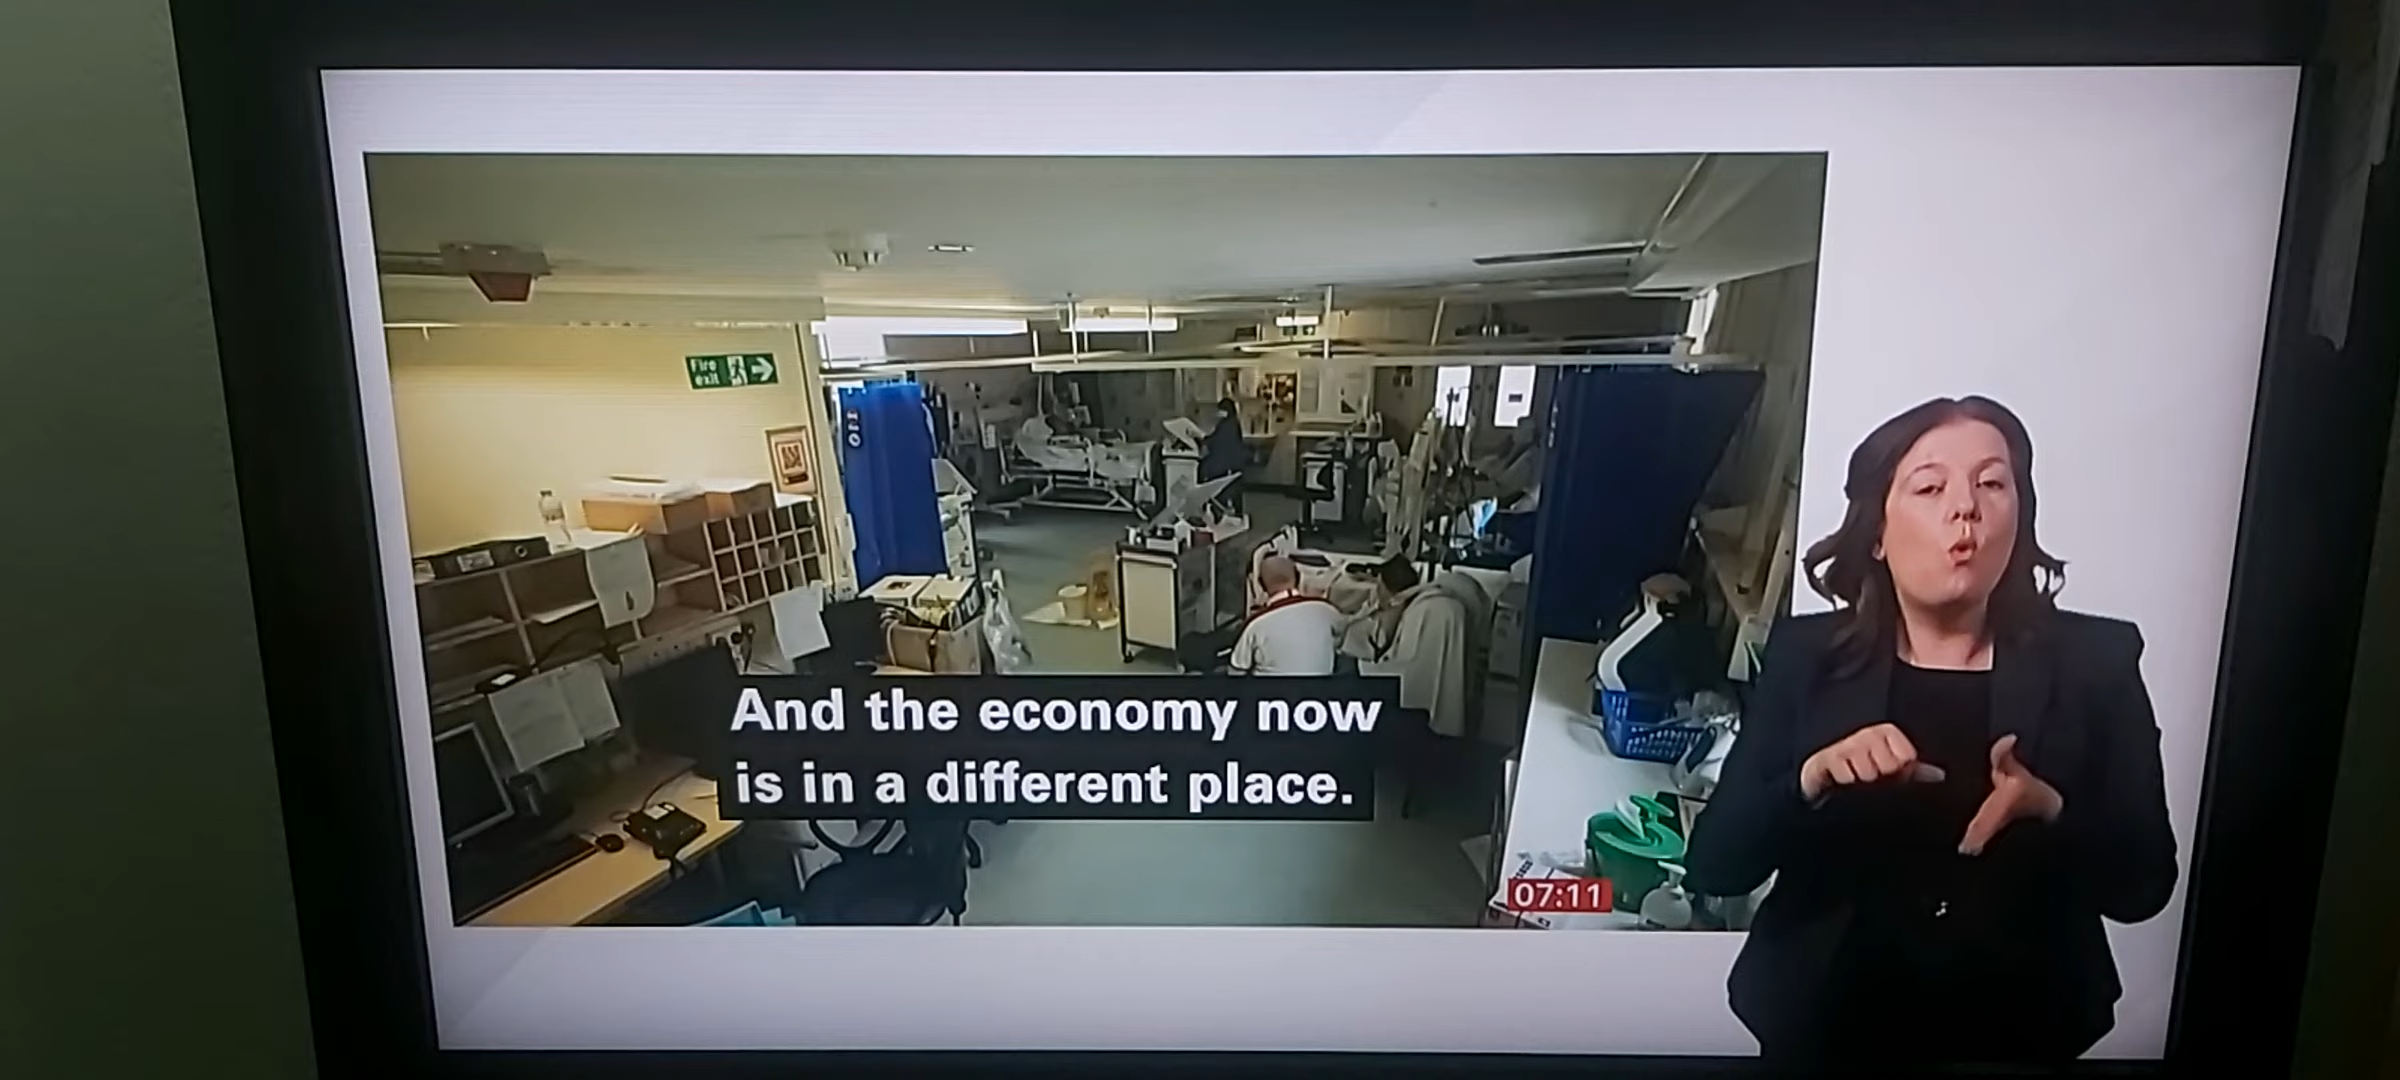 Fire
exit
And the economy now
is in a different place.
07:11